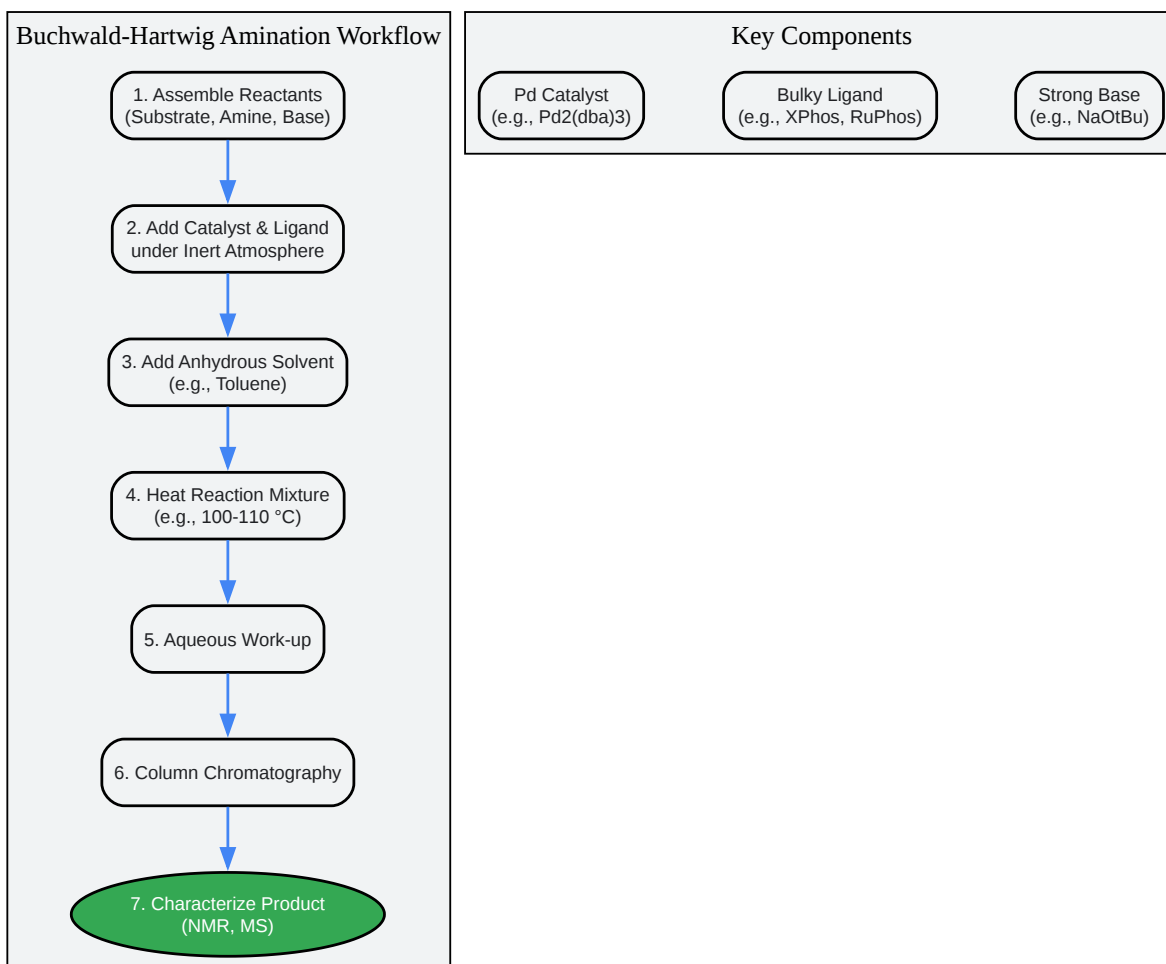 Buchwald-Hartwig Amination Workflow
1. Assemble Reactants
(Substrate, Amine, Base)
2. Add Catalyst & Ligand
under Inert Atmosphere
3. Add Anhydrous Solvent
(e.g., Toluene)
4. Heat Reaction Mixture
(e.g., 100-110 °C)
5. Aqueous Work-up
6. Column Chromatography
7. Characterize Product
(NMR, MS)
Key Components
Pd Catalyst
(e.g., Pd2(dba)3)
Bulky Ligand
(e.g., XPhos, RuPhos)
Strong Base
(e.g., NaOtBu)